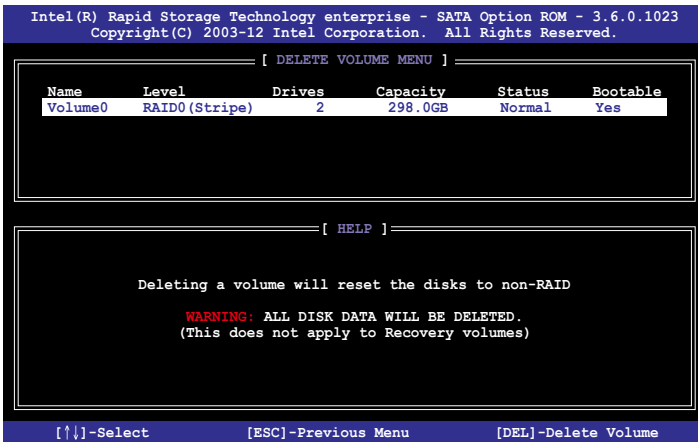 Intel(R) Rapid Storage Technology enterprise - SATA Option ROM - 3.6.0.1023
Copyright(C) 2003-12 Intel Corporation. All Rights Reserved.
[ DELETE VOLUME MENU ]
Name Level Drives Capacity Status Bootable
Volume0 RAID0(Stripe) 2 298.0GB Normal Yes
[ HELP ]
Deleting a volume will reset the disks to non-RAID
WARNING: ALL DISK DATA WILL BE DELETED.
(This does not apply to Recovery volumes)
[↑↓]-Select [ESC]-Previous Menu [DEL]-Delete Volume